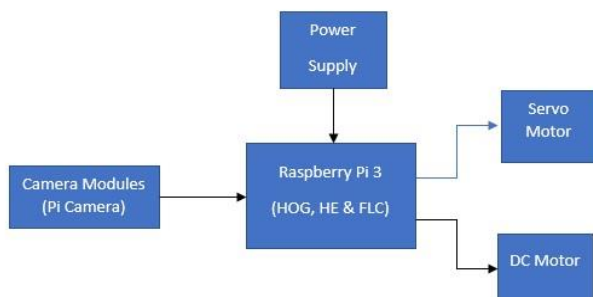 Power
Supply
Servo
Motor
Raspberry Pi 3
(HOG, HE & FLC)
Camera Modules
(Pi Camera)
DC Motor